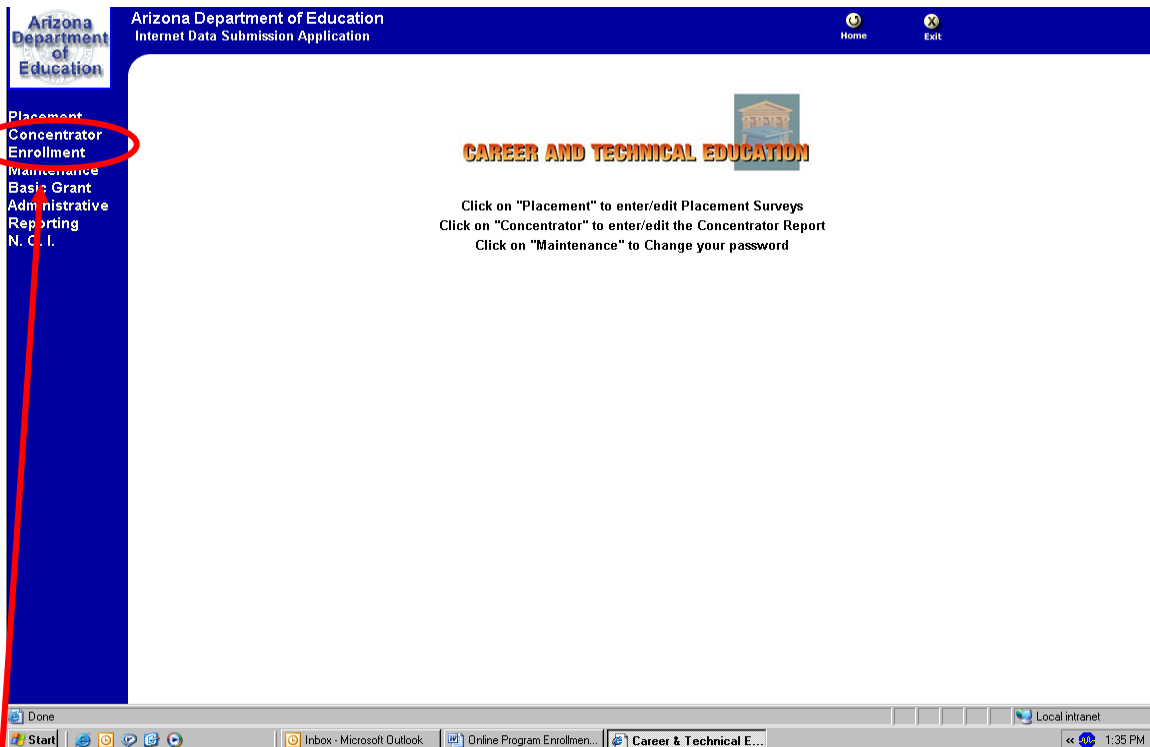 Arizona
Department
of
Education
Arizona Department of Education
Internet Data Submission Application
Home
Exit
Placement
Concentrator
Enrollment
Maintenance
Basic Grant
Administrative
Reporting
N. O. I.
CAREER AND TECHNICAL EDUCATION
Click on "Placement" to enter/edit Placement Surveys
Click on "Concentrator" to enter/edit the Concentrator Report
Click on "Maintenance" to Change your password
Done
Local intranet
Start
Inbox - Microsoft Outlook
Online Program Enrollmen...
Career & Technical E...
1:35 PM